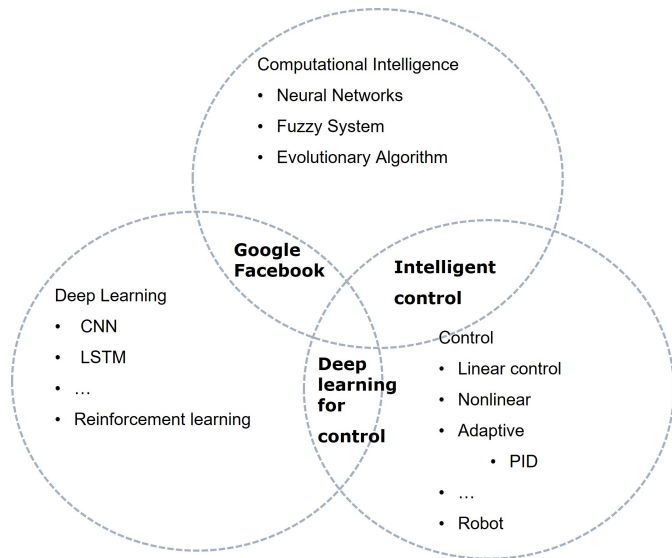 Computational Intelligence
• Neural Networks
• Fuzzy System
• Evolutionary Algorithm
Google
Facebook
Intelligent
control
Deep Learning
• CNN
• LSTM
• …
• Reinforcement learning
Deep
learning
for
control
Control
• Linear control
• Nonlinear
• Adaptive
• PID
• …
• Robot